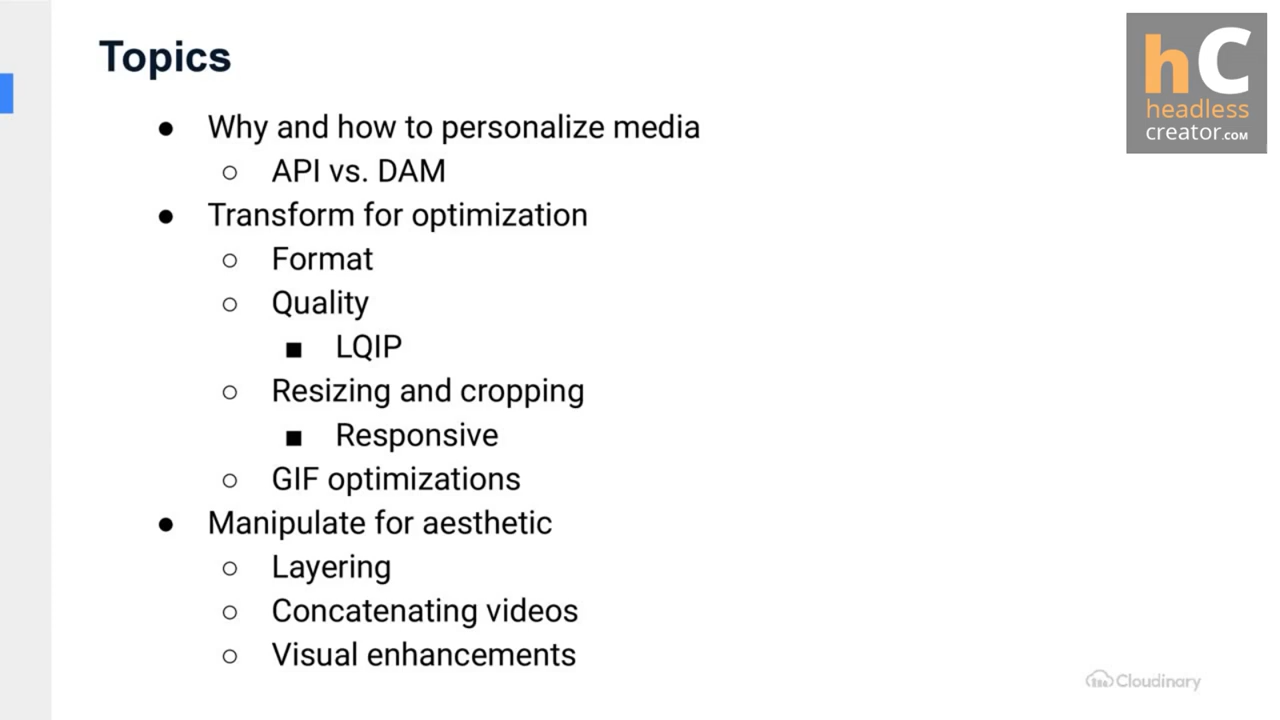 Topics
hC
headless
creator.COM
● Why and how to personalize media
○ API vs. DAM
● Transform for optimization
○ Format
○ Quality
■ LQIP
○ Resizing and cropping
■ Responsive
○ GIF optimizations
● Manipulate for aesthetic
○ Layering
○ Concatenating videos
○ Visual enhancements
Cloudinary